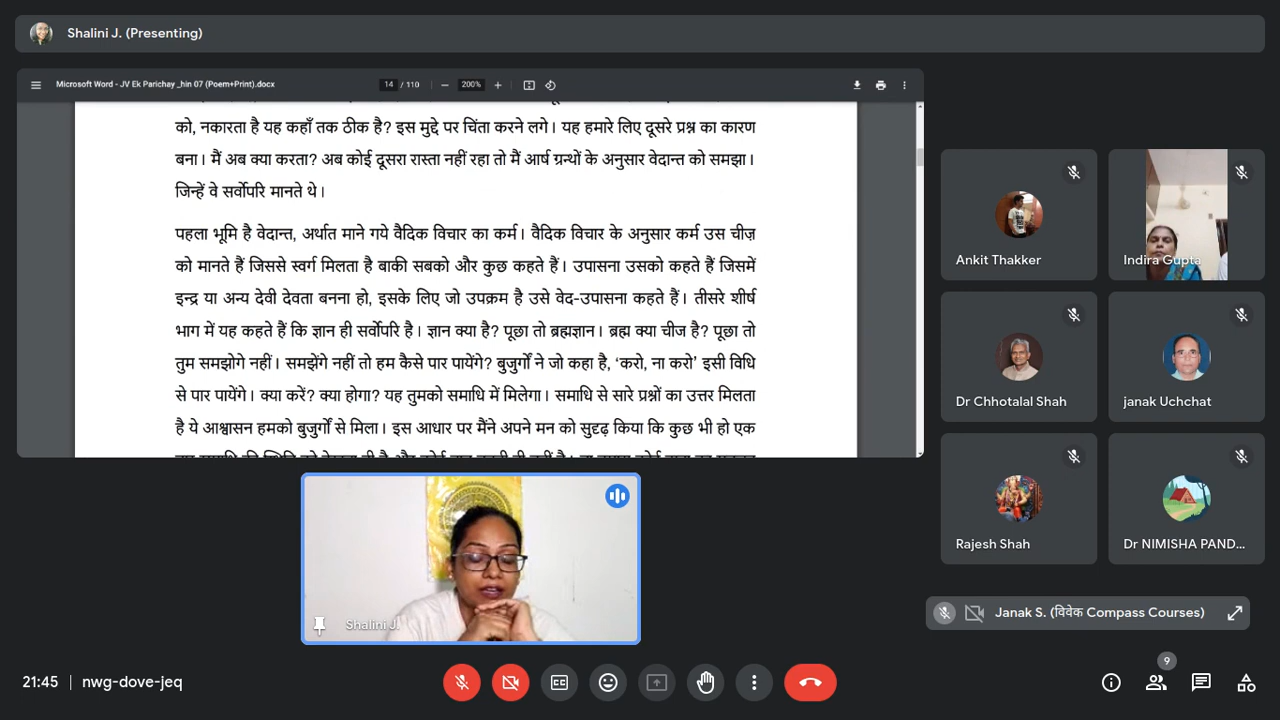 Shalini J. (Presenting)
Microsoft Word - JV Ek Parichay _hin 07 (Poem+Print).docx
14 / 110
200%
को, नकारता है यह कहाँ तक ठीक है? इस मुद्दे पर चिंता करने लगे। यह हमारे लिए दूसरे प्रश्न का कारण
बना। मैं अब क्या करता? अब कोई दूसरा रास्ता नहीं रहा तो मैं आर्ष ग्रन्थों के अनुसार वेदान्त को समझा।
जिन्हें वे सर्वोपरि मानते थे।
पहला भूमि है वेदान्त, अर्थात माने गये वैदिक विचार का कर्म। वैदिक विचार के अनुसार कर्म उस चीज़
को मानते हैं जिससे स्वर्ग मिलता है बाकी सबको और कुछ कहते हैं। उपासना उसको कहते हैं जिसमें
इन्द्र या अन्य देवी देवता बनना हो, इसके लिए जो उपक्रम है उसे वेद-उपासना कहते हैं। तीसरे शीर्ष
भाग में यह कहते हैं कि ज्ञान ही सर्वोपरि है। ज्ञान क्या है? पूछा तो ब्रह्मज्ञान। ब्रह्म क्या चीज है? पूछा तो
तुम समझोगे नहीं। समझेंगे नहीं तो हम कैसे पार पायेंगे? बुजुर्गों ने जो कहा है, ‘करो, ना करो’ इसी विधि
से पार पायेंगे। क्या करें? क्या होगा? यह तुमको समाधि में मिलेगा। समाधि से सारे प्रश्नों का उत्तर मिलता
है ये आश्वासन हमको बुजुर्गों से मिला। इस आधार पर मैंने अपने मन को सुदृढ़ किया कि कुछ भी हो एक
Ankit Thakker
Indira Gupta
Dr Chhotalal Shah
janak Uchchat
Rajesh Shah
Dr NIMISHA PAND...
Shalini J.
Janak S. (विवेक Compass Courses)
21:45 | nwg-dove-jeq
9